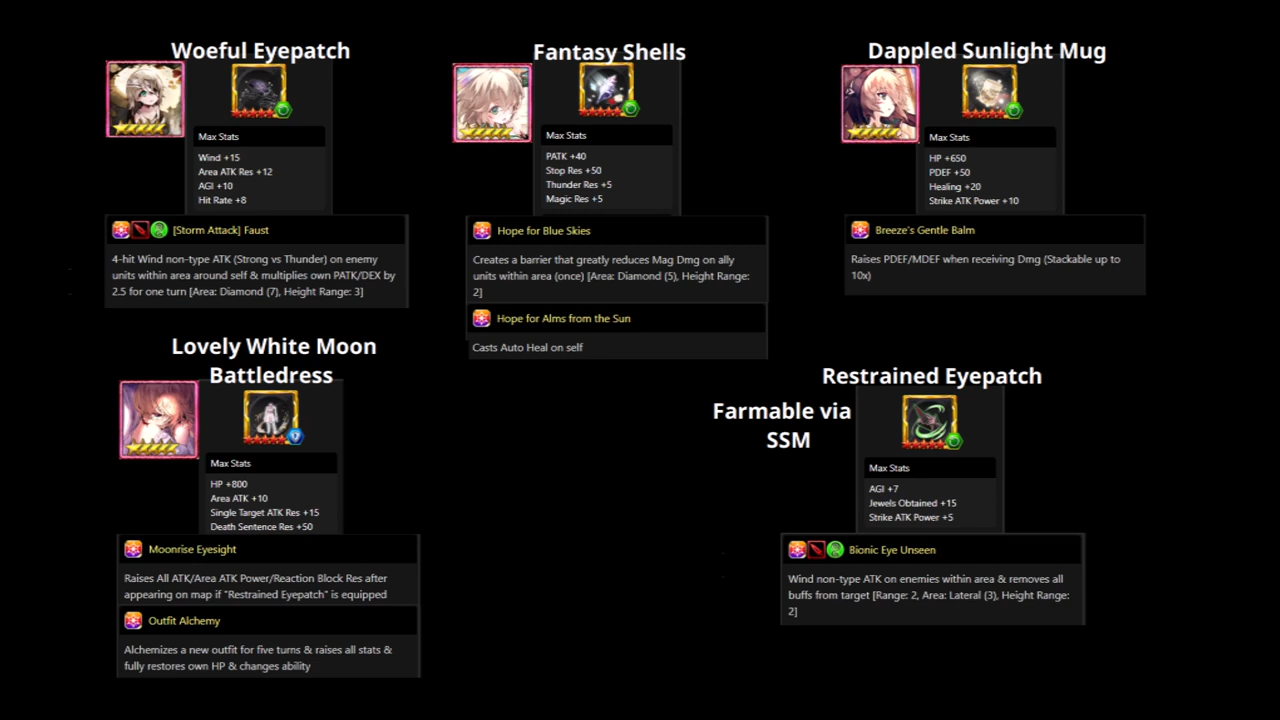 Woeful Eyepatch
Max Stats
Wind +15
Area ATK Res +12
AGI +10
Hit Rate +8
[Storm Attack] Faust
4-hit Wind non-type ATK (Strong vs Thunder) on enemy
units within area around self & multiplies own PATK/DEX by
2.5 for one turn [Area: Diamond (7), Height Range: 3]
Fantasy Shells
Max Stats
PATK +40
Stop Res +50
Thunder Res +5
Magic Res +5
Hope for Blue Skies
Creates a barrier that greatly reduces Mag Dmg on ally
units within area (once) [Area: Diamond (5), Height Range:
2]
Hope for Alms from the Sun
Casts Auto Heal on self
Dappled Sunlight Mug
Max Stats
HP +650
PDEF +50
Healing +20
Strike ATK Power +10
Breeze's Gentle Balm
Raises PDEF/MDEF when receiving Dmg (Stackable up to
10x)
Lovely White Moon
Battledress
Max Stats
HP +800
Area ATK +10
Single Target ATK Res +15
Death Sentence Res +50
Moonrise Eyesight
Raises All ATK/Area ATK Power/Reaction Block Res after
appearing on map if "Restrained Eyepatch" is equipped
Outfit Alchemy
Alchemizes a new outfit for five turns & raises all stats &
fully restores own HP & changes ability
Restrained Eyepatch
Farmable via
SSM
Max Stats
AGI +7
Jewels Obtained +15
Strike ATK Power +5
Bionic Eye Unseen
Wind non-type ATK on enemies within area & removes all
buffs from target [Range: 2, Area: Lateral (3), Height Range:
2]